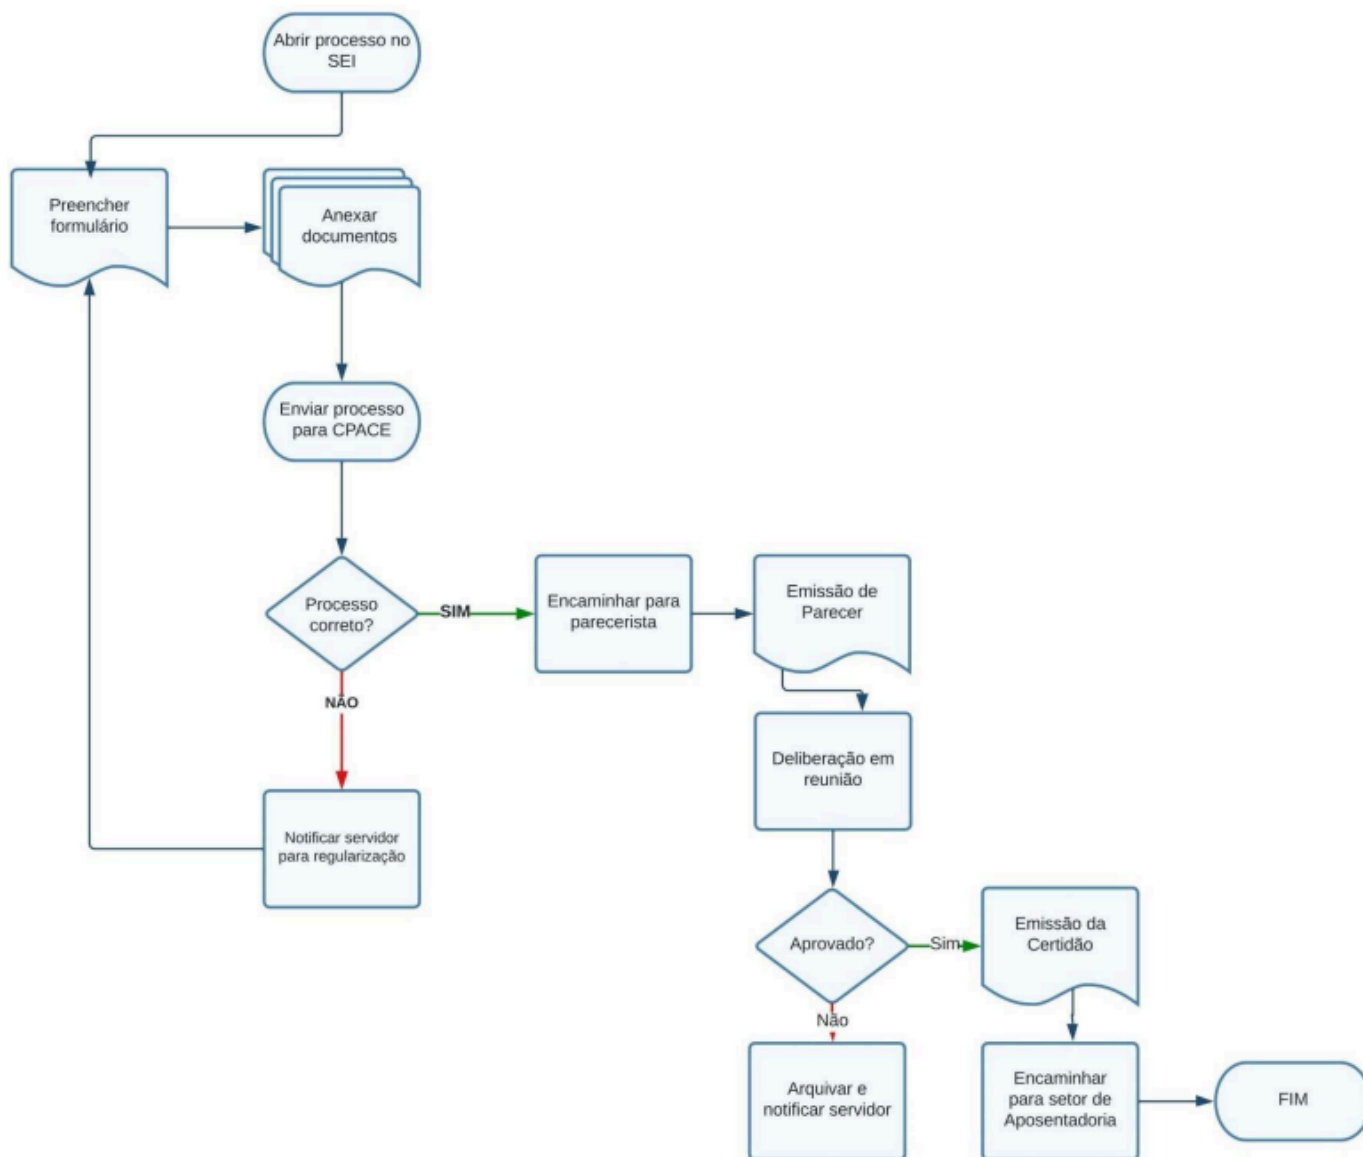 Abrir processo no
SEI
Preencher
formulário
Anexar
documentos
Enviar processo
para CPACE
Processo
correto?
SIM
Encaminhar para
parecerista
Emissão de
Parecer
NÃO
Deliberação em
reunião
Notificar servidor
para regularização
Aprovado?
Sim
Emissão da
Certidão
Não
Arquivar e
notificar servidor
Encaminhar
para setor de
Aposentadoria
FIM